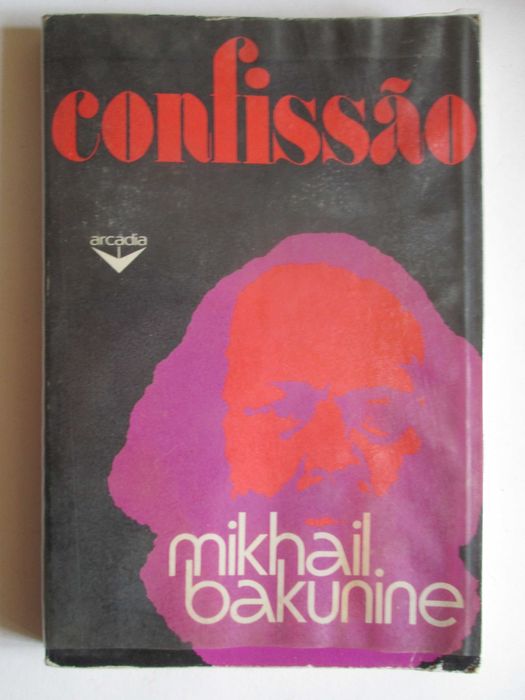 confissão
arcádia
mikhail
bakunine